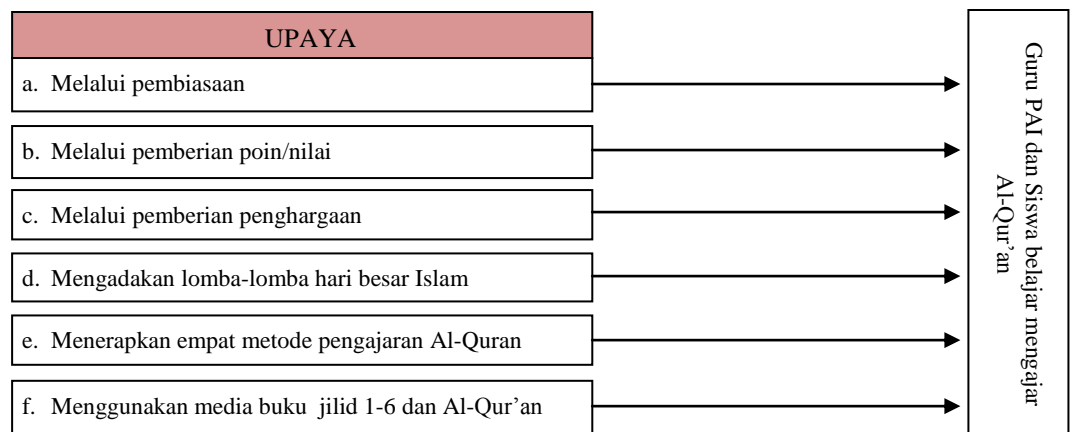 UPAYA
a. Melalui pembiasaan
b. Melalui pemberian poin/nilai
c. Melalui pemberian penghargaan
d. Mengadakan lomba-lomba hari besar Islam
e. Menerapkan empat metode pengajaran Al-Quran
f. Menggunakan media buku jilid 1-6 dan Al-Qur’an
Guru PAI dan Siswa belajar mengajar
Al-Qur’an